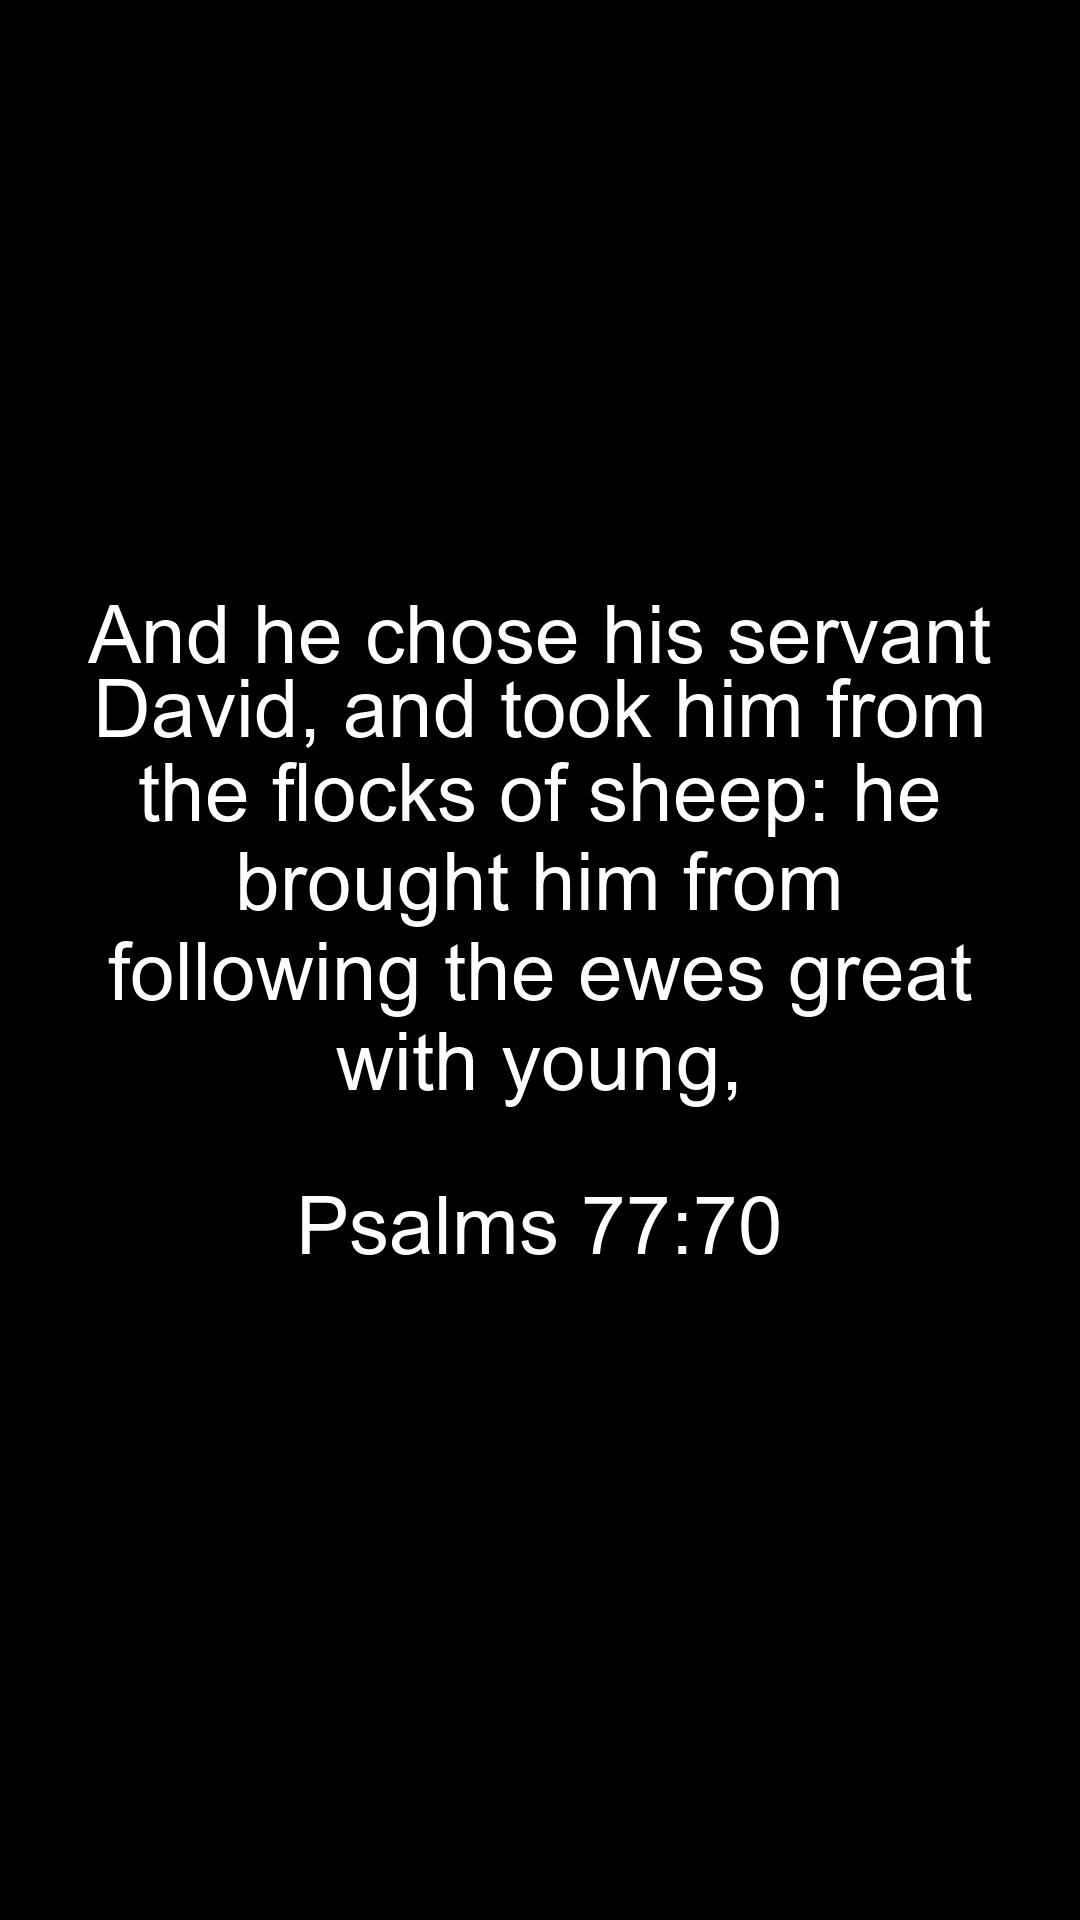 And he chose his servant
David, and took him from
the flocks of sheep: he
brought him from
following the ewes great
with young,
Psalms 77:70